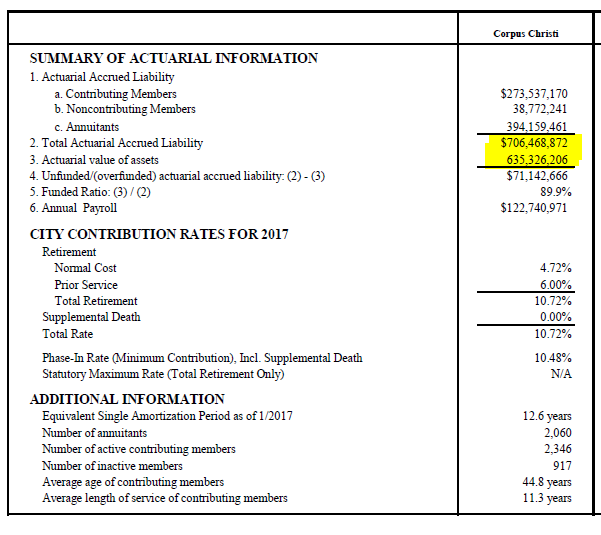 Corpus Christi
SUMMARY OF ACTUARIAL INFORMATION
1. Actuarial Accrued Liability
a. Contributing Members $273,537,170
b. Noncontributing Members 38,772,241
c. Annuitants 394,159,461
2. Total Actuarial Accrued Liability $706,468,872
3. Actuarial value of assets 635,326,206
4. Unfunded/(overfunded) actuarial accrued liability: (2) - (3) $71,142,666
5. Funded Ratio: (3) / (2) 89.9%
6. Annual Payroll $122,740,971
CITY CONTRIBUTION RATES FOR 2017
Retirement
Normal Cost 4.72%
Prior Service 6.00%
Total Retirement 10.72%
Supplemental Death 0.00%
Total Rate 10.72%
Phase-In Rate (Minimum Contribution), Incl. Supplemental Death 10.48%
Statutory Maximum Rate (Total Retirement Only) N/A
ADDITIONAL INFORMATION
Equivalent Single Amortization Period as of 1/2017 12.6 years
Number of annuitants 2,060
Number of active contributing members 2,346
Number of inactive members 917
Average age of contributing members 44.8 years
Average length of service of contributing members 11.3 years